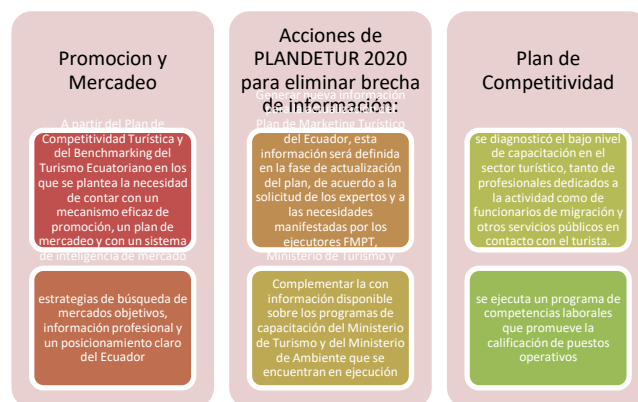 Promocion y
Mercadeo
A partir del Plan de
Competitividad Turística y
del Benchmarking del
Turismo Ecuatoriano en los
que se plantea la necesidad
de contar con un
mecanismo eficaz de
promoción, un plan de
mercadeo y con un sistema
de inteligencia de mercado
estrategias de búsqueda de
mercados objetivos,
información profesional y
un posicionamiento claro
del Ecuador
Acciones de
PLANDETUR 2020
para eliminar brecha
de información:
Generar nueva información
Plan de Marketing Turístico
del Ecuador, esta
información será definida
en la fase de actualización
del plan, de acuerdo a la
solicitud de los expertos y a
las necesidades
manifestadas por los
ejecutores FMPT,
Ministerio de Turismo y
Complementar la con
información disponible
sobre los programas de
capacitación del Ministerio
de Turismo y del Ministerio
de Ambiente que se
encuentran en ejecución
Plan de
Competitividad
se diagnosticó el bajo nivel
de capacitación en el
sector turístico, tanto de
profesionales dedicados
a la actividad como de
funcionarios de migración y
otros servicios públicos en
contacto con el turista.
se ejecuta un programa de
competencias laborales
que promueve la
calificación de puestos
operativos